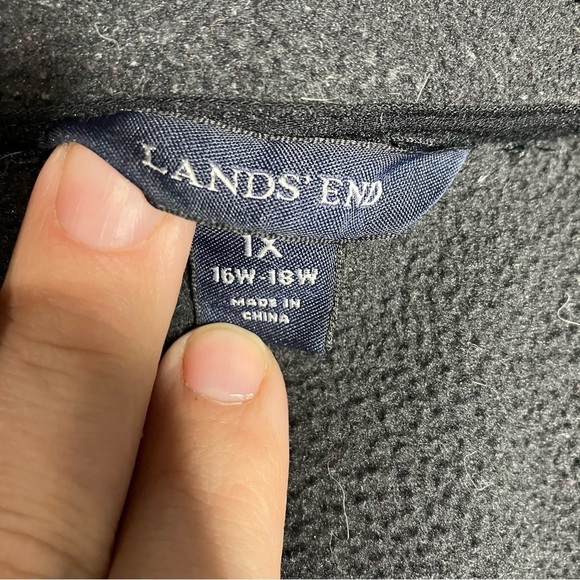 LANDS' END
1X
16W-18W
MADE IN
CHINA